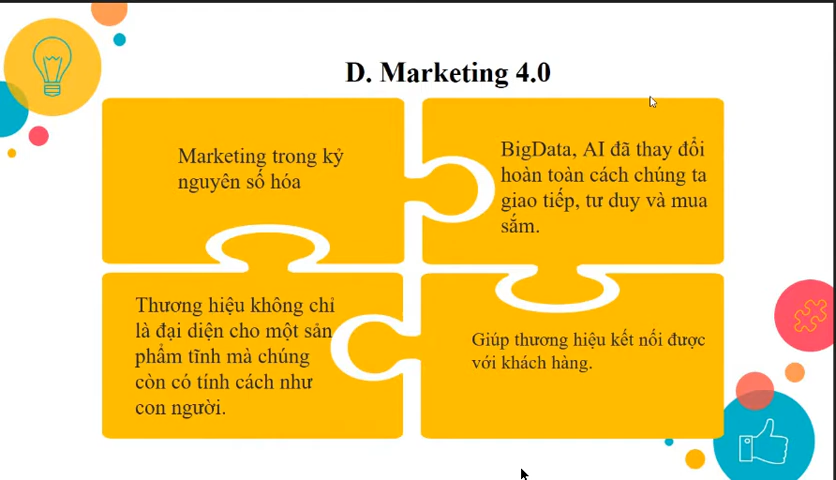 D. Marketing 4.0
Marketing trong kỷ
nguyên số hóa
BigData, AI đã thay đổi
hoàn toàn cách chúng ta
giao tiếp, tư duy và mua
sắm.
Thương hiệu không chỉ
là đại diện cho một sản
phẩm tĩnh mà chúng
còn có tính cách như
con người.
Giúp thương hiệu kết nối được
với khách hàng.